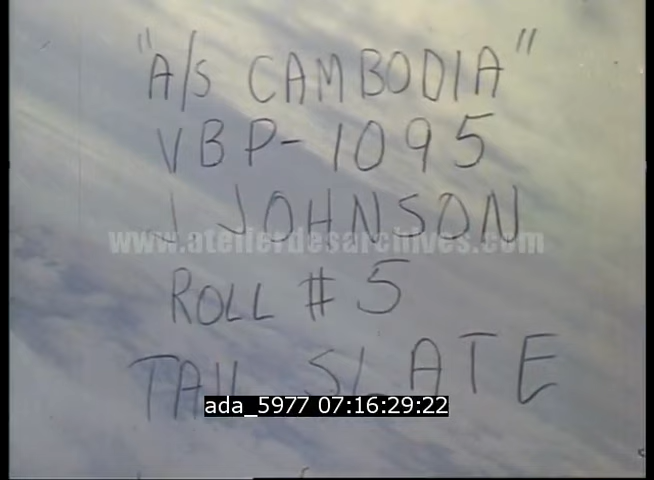 "A/S CAMBODIA"
VBP-1095
J JOHNSON
www.atelierdesarchives.com
ROLL # 5
TAIL SLATE
ada_5977 07:16:29:22